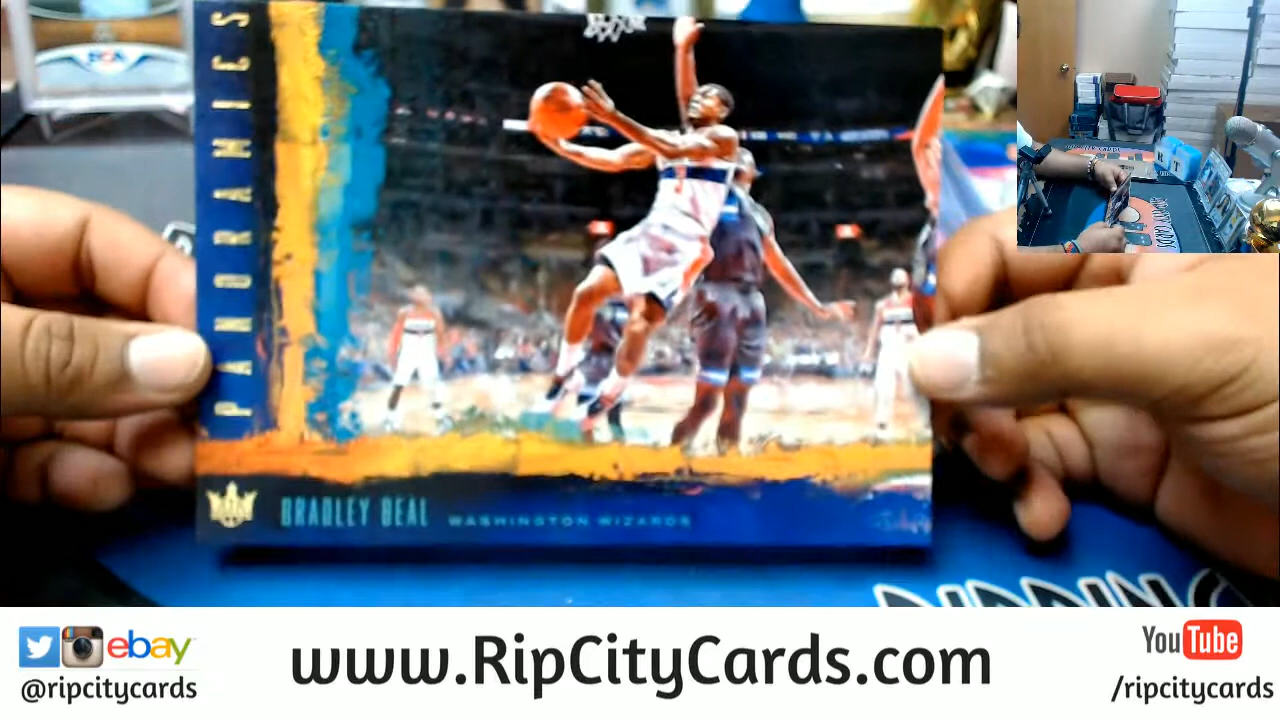 PANORAMICS
BRADLEY BEAL WASHINGTON WIZARDS
ebay
@ripcitycards
www.RipCityCards.com
YouTube
/ripcitycards